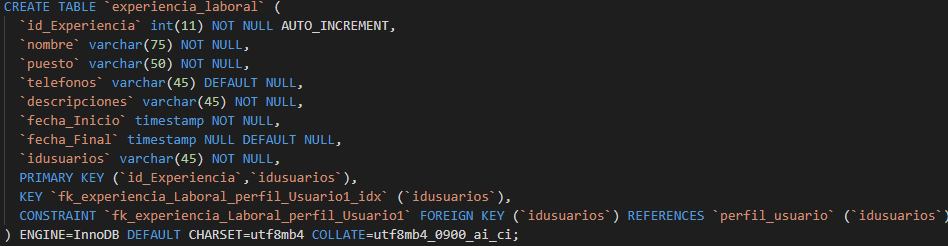 CREATE TABLE `experiencia_laboral` (
`id_Experiencia` int(11) NOT NULL AUTO_INCREMENT,
`nombre` varchar(75) NOT NULL,
`puesto` varchar(50) NOT NULL,
`telefonos` varchar(45) DEFAULT NULL,
`descripciones` varchar(45) NOT NULL,
`fecha_Inicio` timestamp NOT NULL,
`fecha_Final` timestamp NULL DEFAULT NULL,
`idusuarios` varchar(45) NOT NULL,
PRIMARY KEY (`id_Experiencia`,`idusuarios`),
KEY `fk_experiencia_Laboral_perfil_Usuario1_idx` (`idusuarios`),
CONSTRAINT `fk_experiencia_Laboral_perfil_Usuario1` FOREIGN KEY (`idusuarios`) REFERENCES `perfil_usuario` (`idusuarios`)
) ENGINE=InnoDB DEFAULT CHARSET=utf8mb4 COLLATE=utf8mb4_0900_ai_ci;